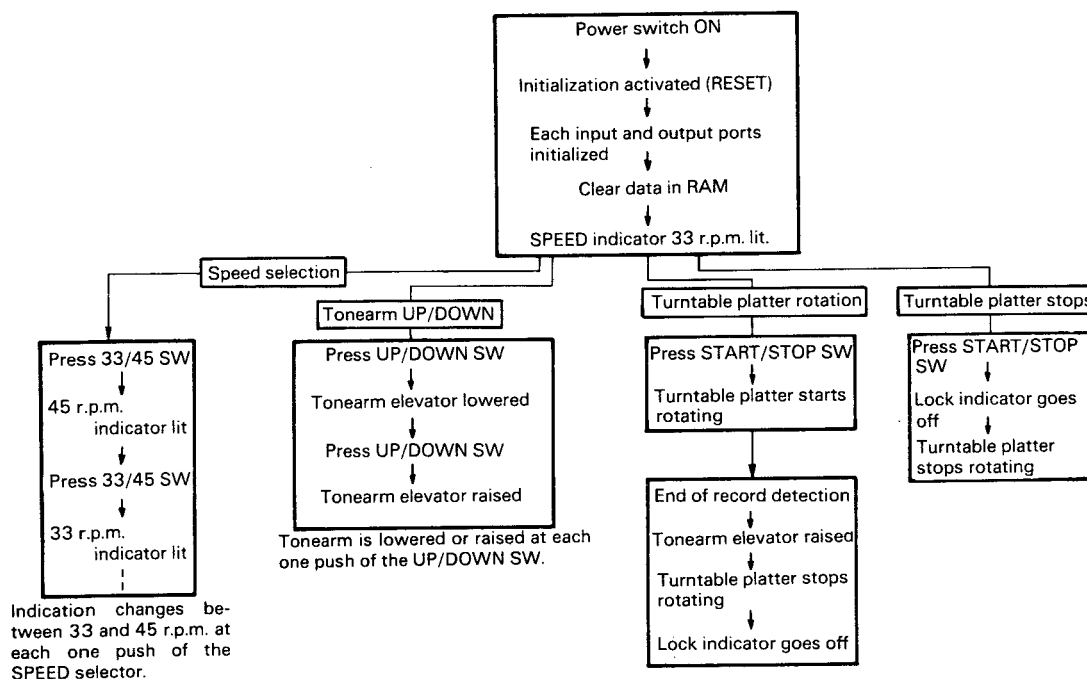 Power switch ON
Initialization activated (RESET)
Each input and output ports
initialized
Clear data in RAM
SPEED indicator 33 r.p.m. lit.
Speed selection
Press 33/45 SW
45 r.p.m.
indicator lit
Press 33/45 SW
33 r.p.m.
indicator lit
Indication changes be-
tween 33 and 45 r.p.m. at
each one push of the
SPEED selector.
Tonearm UP/DOWN
Press UP/DOWN SW
Tonearm elevator lowered
Press UP/DOWN SW
Tonearm elevator raised
Tonearm is lowered or raised at each
one push of the UP/DOWN SW.
Turntable platter rotation
Press START/STOP SW
Turntable platter starts
rotating
End of record detection
Tonearm elevator raised
Turntable platter stops
rotating
Lock indicator goes off
Turntable platter stops
Press START/STOP
SW
Lock indicator goes
off
Turntable platter
stops rotating